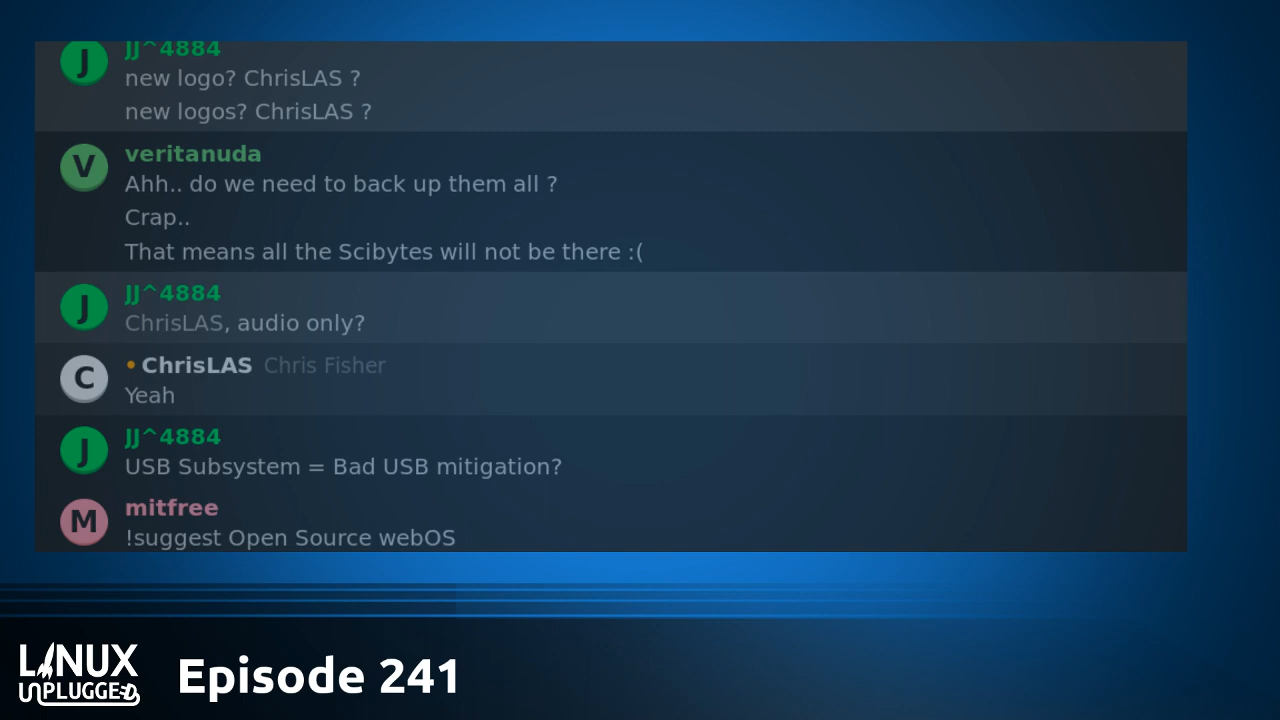 J
JJ^4884
new logo? ChrisLAS ?
new logos? ChrisLAS ?
V
veritanuda
Ahh.. do we need to back up them all ?
Crap..
That means all the Scibytes will not be there :(
J
JJ^4884
ChrisLAS, audio only?
C
• ChrisLAS Chris Fisher
Yeah
J
JJ^4884
USB Subsystem = Bad USB mitigation?
M
mitfree
!suggest Open Source webOS
LINUX
UNPLUGGED
Episode 241